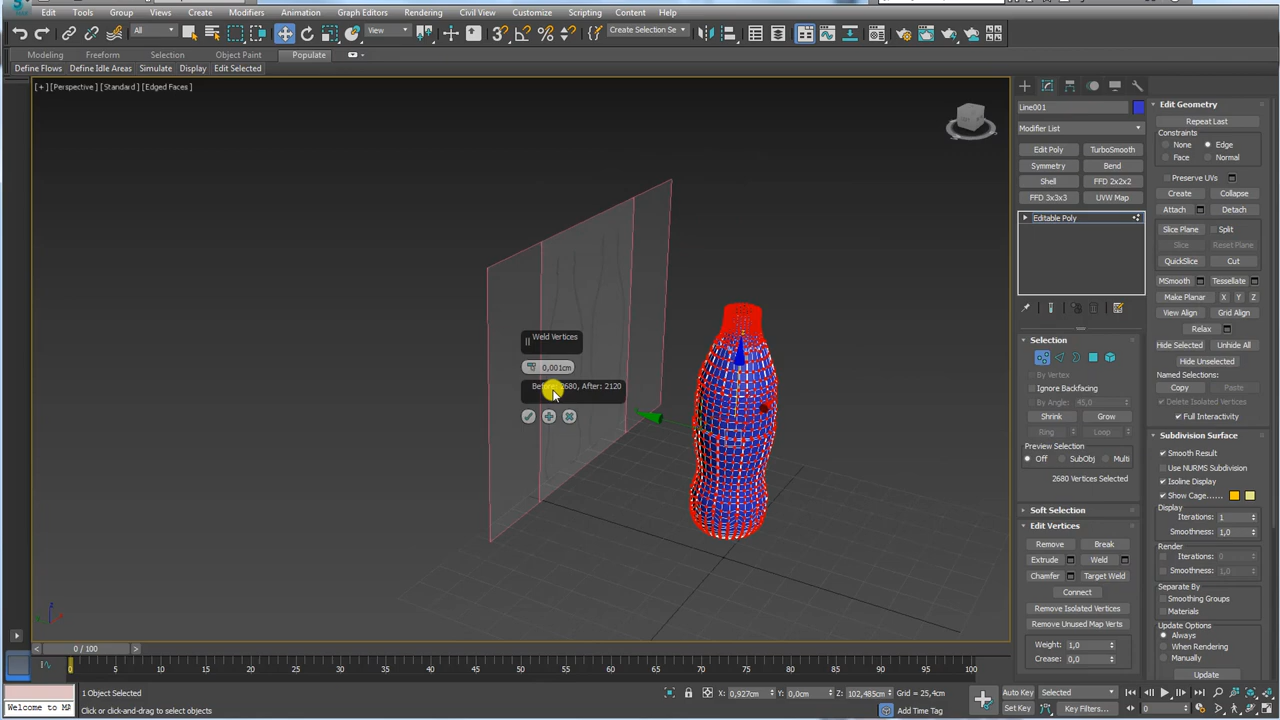 Edit Tools Group Views Create Modifiers Animation Graph Editors Rendering Civil View Customize Scripting Content Help
All View Create Selection Se
Modeling Freeform Selection Object Paint Populate
Define Flows Define Idle Areas Simulate Display Edit Selected
[+] [Perspective] [Standard] [Edged Faces]
Weld Vertices
0,001cm
Before: 2680, After: 2120
Line001
Modifier List
Edit Poly TurboSmooth
Symmetry Bend
Shell FFD 2x2x2
FFD 3x3x3 UVW Map
Editable Poly
Selection
By Vertex
Ignore Backfacing
By Angle: 45,0
Shrink Grow
Ring Loop
Preview Selection
Off SubObj Multi
2680 Vertices Selected
Soft Selection
Edit Vertices
Remove Break
Extrude Weld
Chamfer Target Weld
Connect
Remove Isolated Vertices
Remove Unused Map Verts
Weight: 1,0
Crease: 0,0
Edit Geometry
Repeat Last
Constraints
None Edge
Face Normal
Preserve UVs
Create Collapse
Attach Detach
Slice Plane Split
Slice Reset Plane
QuickSlice Cut
MSmooth Tessellate
Make Planar X Y Z
View Align Grid Align
Relax
Hide Selected Unhide All
Hide Unselected
Named Selections:
Copy Paste
Delete Isolated Vertices
Full Interactivity
Subdivision Surface
Smooth Result
Use NURMS Subdivision
Isoline Display
Show Cage......
Display
Iterations: 1
Smoothness: 1,0
Render
Iterations: 0
Smoothness: 1,0
Separate By
Smoothing Groups
Materials
Update Options
Always
When Rendering
Manually
Update
0 / 100
0 5 10 15 20 25 30 35 40 45 50 55 60 65 70 75 80 85 90 95 100
1 Object Selected
X: 0,927cm Y: 0,0cm Z: 102,485cm Grid = 25,4cm
Auto Key Selected
Welcome to MA
Click or click-and-drag to select objects
Add Time Tag
Set Key Key Filters... 0